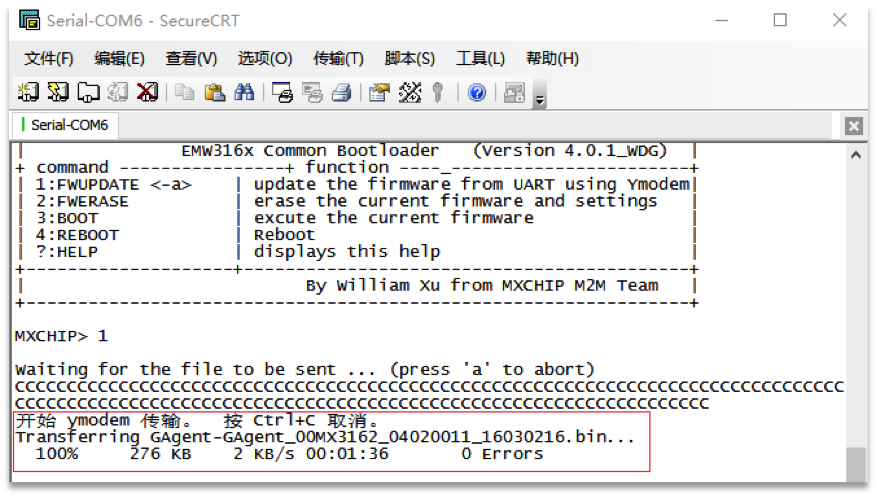 Serial-COM6 - SecureCRT
文件(F) 编辑(E) 查看(V) 选项(O) 传输(T) 脚本(S) 工具(L) 帮助(H)
Serial-COM6
| EMW316x Common Bootloader (Version 4.0.1_WDG) |
+ command ----------------+ function ----_-----------------------+
| 1:FWUPDATE <-a> | update the firmware from UART using Ymodem|
| 2:FWERASE | erase the current firmware and settings |
| 3:BOOT | excute the current firmware |
| 4:REBOOT | Reboot |
| ?:HELP | displays this help |
+--------------------+-------------------------------------------+
| By William Xu from MXCHIP M2M Team |
+----------------------------------------------------------------+
MXCHIP> 1
Waiting for the file to be sent ... (press 'a' to abort)
CCCCCCCCCCCCCCCCCCCCCCCCCCCCCCCCCCCCCCCCCCCCCCCCCCCCCCCCCCCCCCCCCCCCCCCCCCCCCCCC
CCCCCCCCCCCCCCCCCCCCCCCCCCCCCCCCCCCCCCCCCCCCCCCCCCCCCCCCCCCCCCCCCCC
开始 ymodem 传输。 按 Ctrl+C 取消。
Transferring GAgent-GAgent_00MX3162_04020011_16030216.bin...
100% 276 KB 2 KB/s 00:01:36 0 Errors